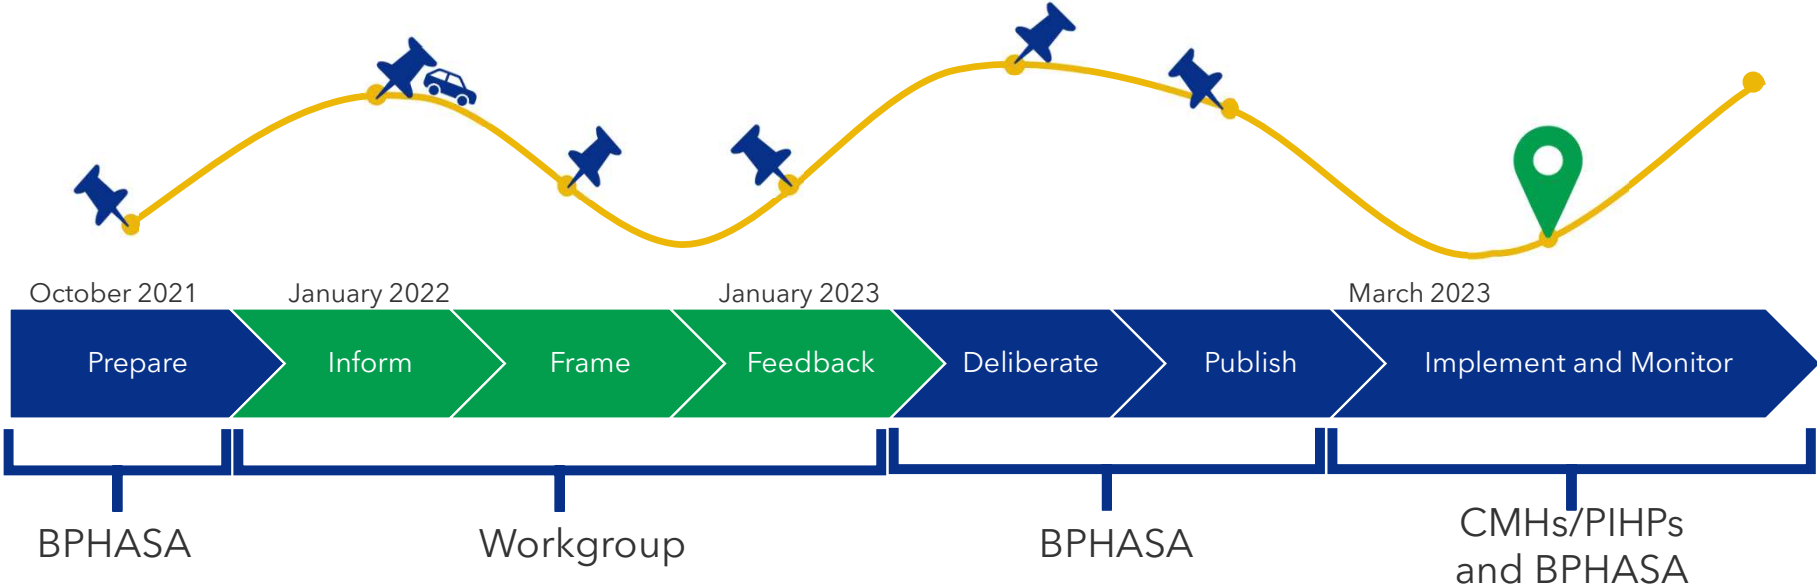 October 2021
January 2022
January 2023
March 2023
Prepare
Inform
Frame
Feedback
Deliberate
Publish
Implement and Monitor
BPHASA
Workgroup
BPHASA
CMHs/PIHPs
and BPHASA